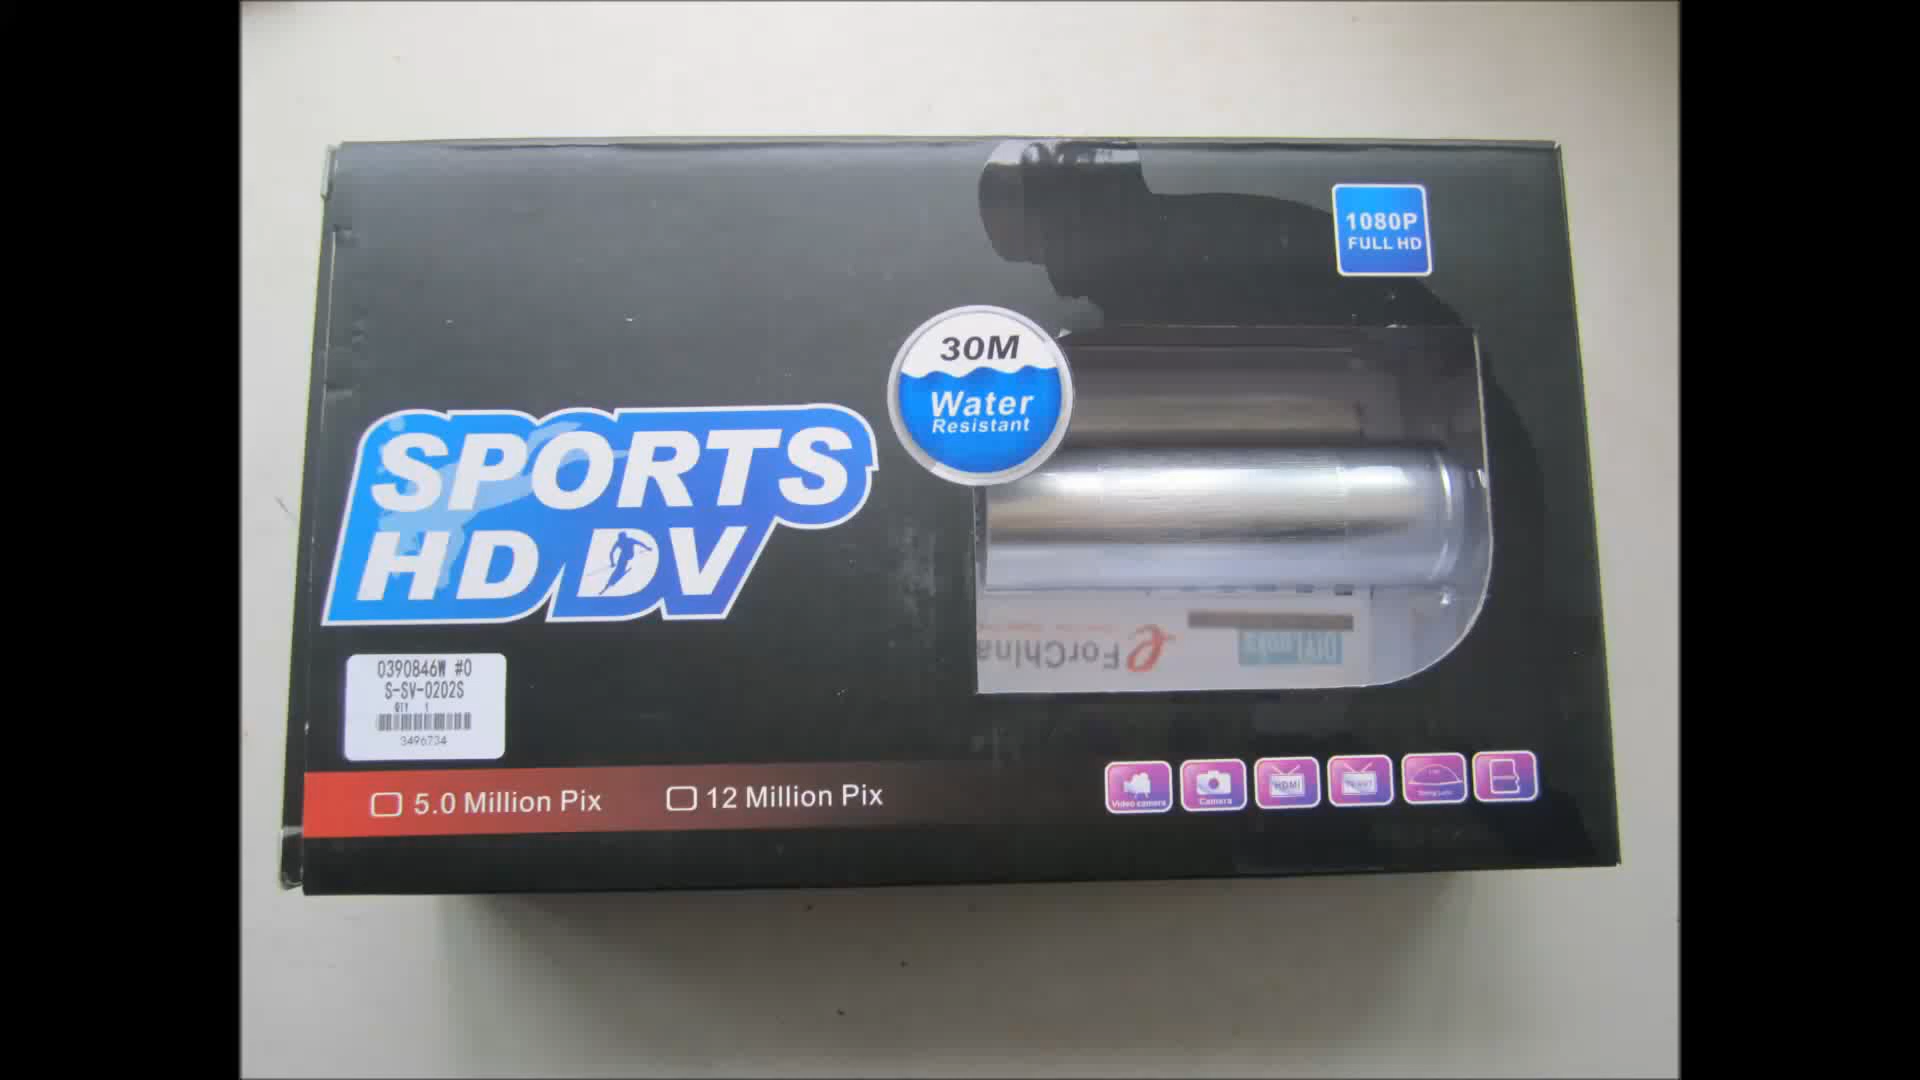 1080P
FULL HD
30M
Water
Resistant
SPORTS
HD DV
eForChina
0390846W #0
S-SV-0202S
QTY 1
3496734
5.0 Million Pix
12 Million Pix
Video camera
Camera
HDMI